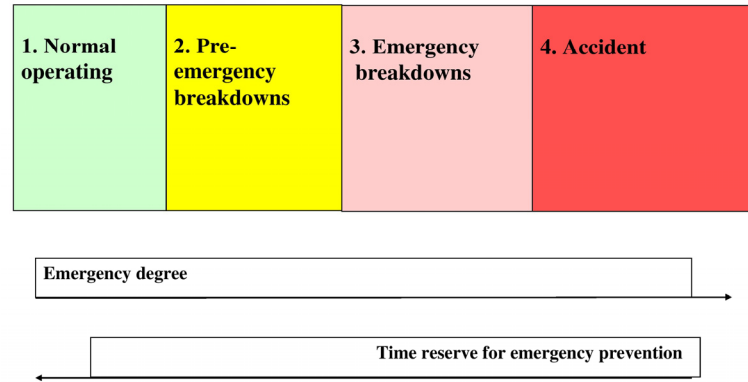 1. Normal
operating
2. Pre-
emergency
breakdowns
3. Emergency
breakdowns
4. Accident
Emergency degree
Time reserve for emergency prevention